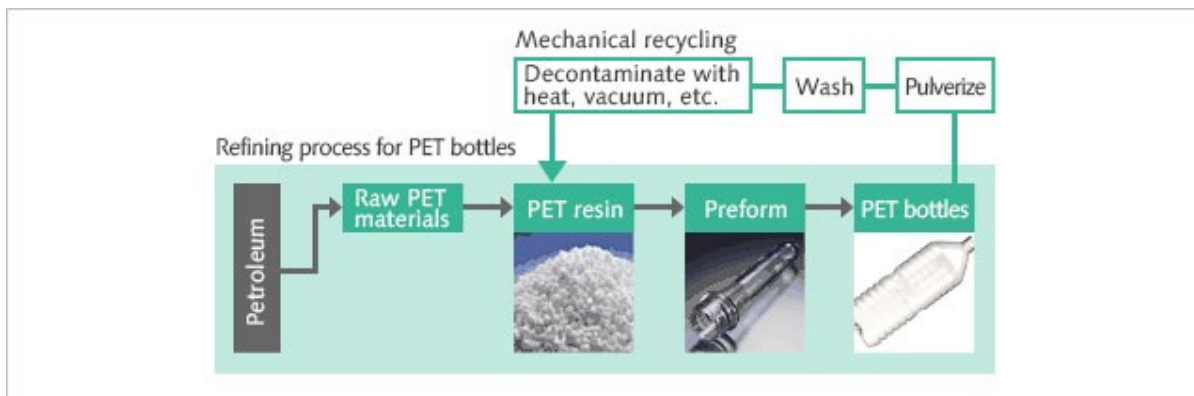 Mechanical recycling
Decontaminate with
heat, vacuum, etc.
Wash
Pulverize
Refining process for PET bottles
Petroleum
Raw PET
materials
PET resin
Preform
PET bottles